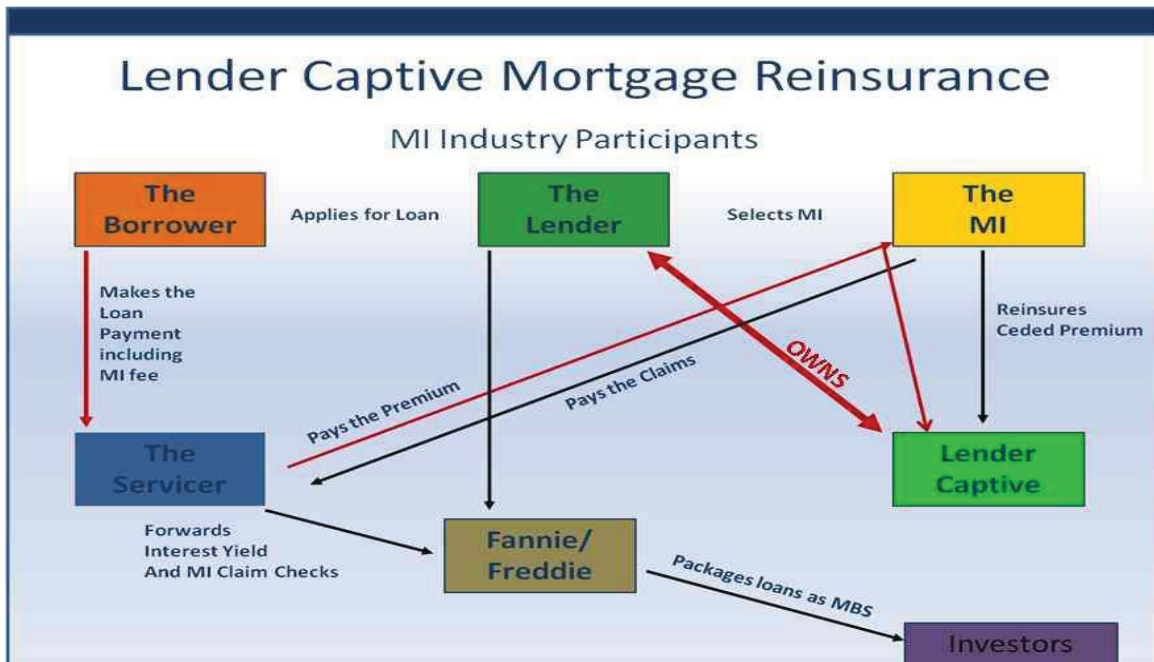 Lender Captive Mortgage Reinsurance
MI Industry Participants
The
Borrower
Applies for Loan
The
Lender
Selects MI
The
MI
Makes the
Loan
Payment
including
MI fee
Pays the Premium
Pays the Claims
OWNS
Reinsures
Ceded Premium
The
Servicer
Lender
Captive
Forwards
Interest Yield
And MI Claim Checks
Fannie/
Freddie
Packages loans as MBS
Investors